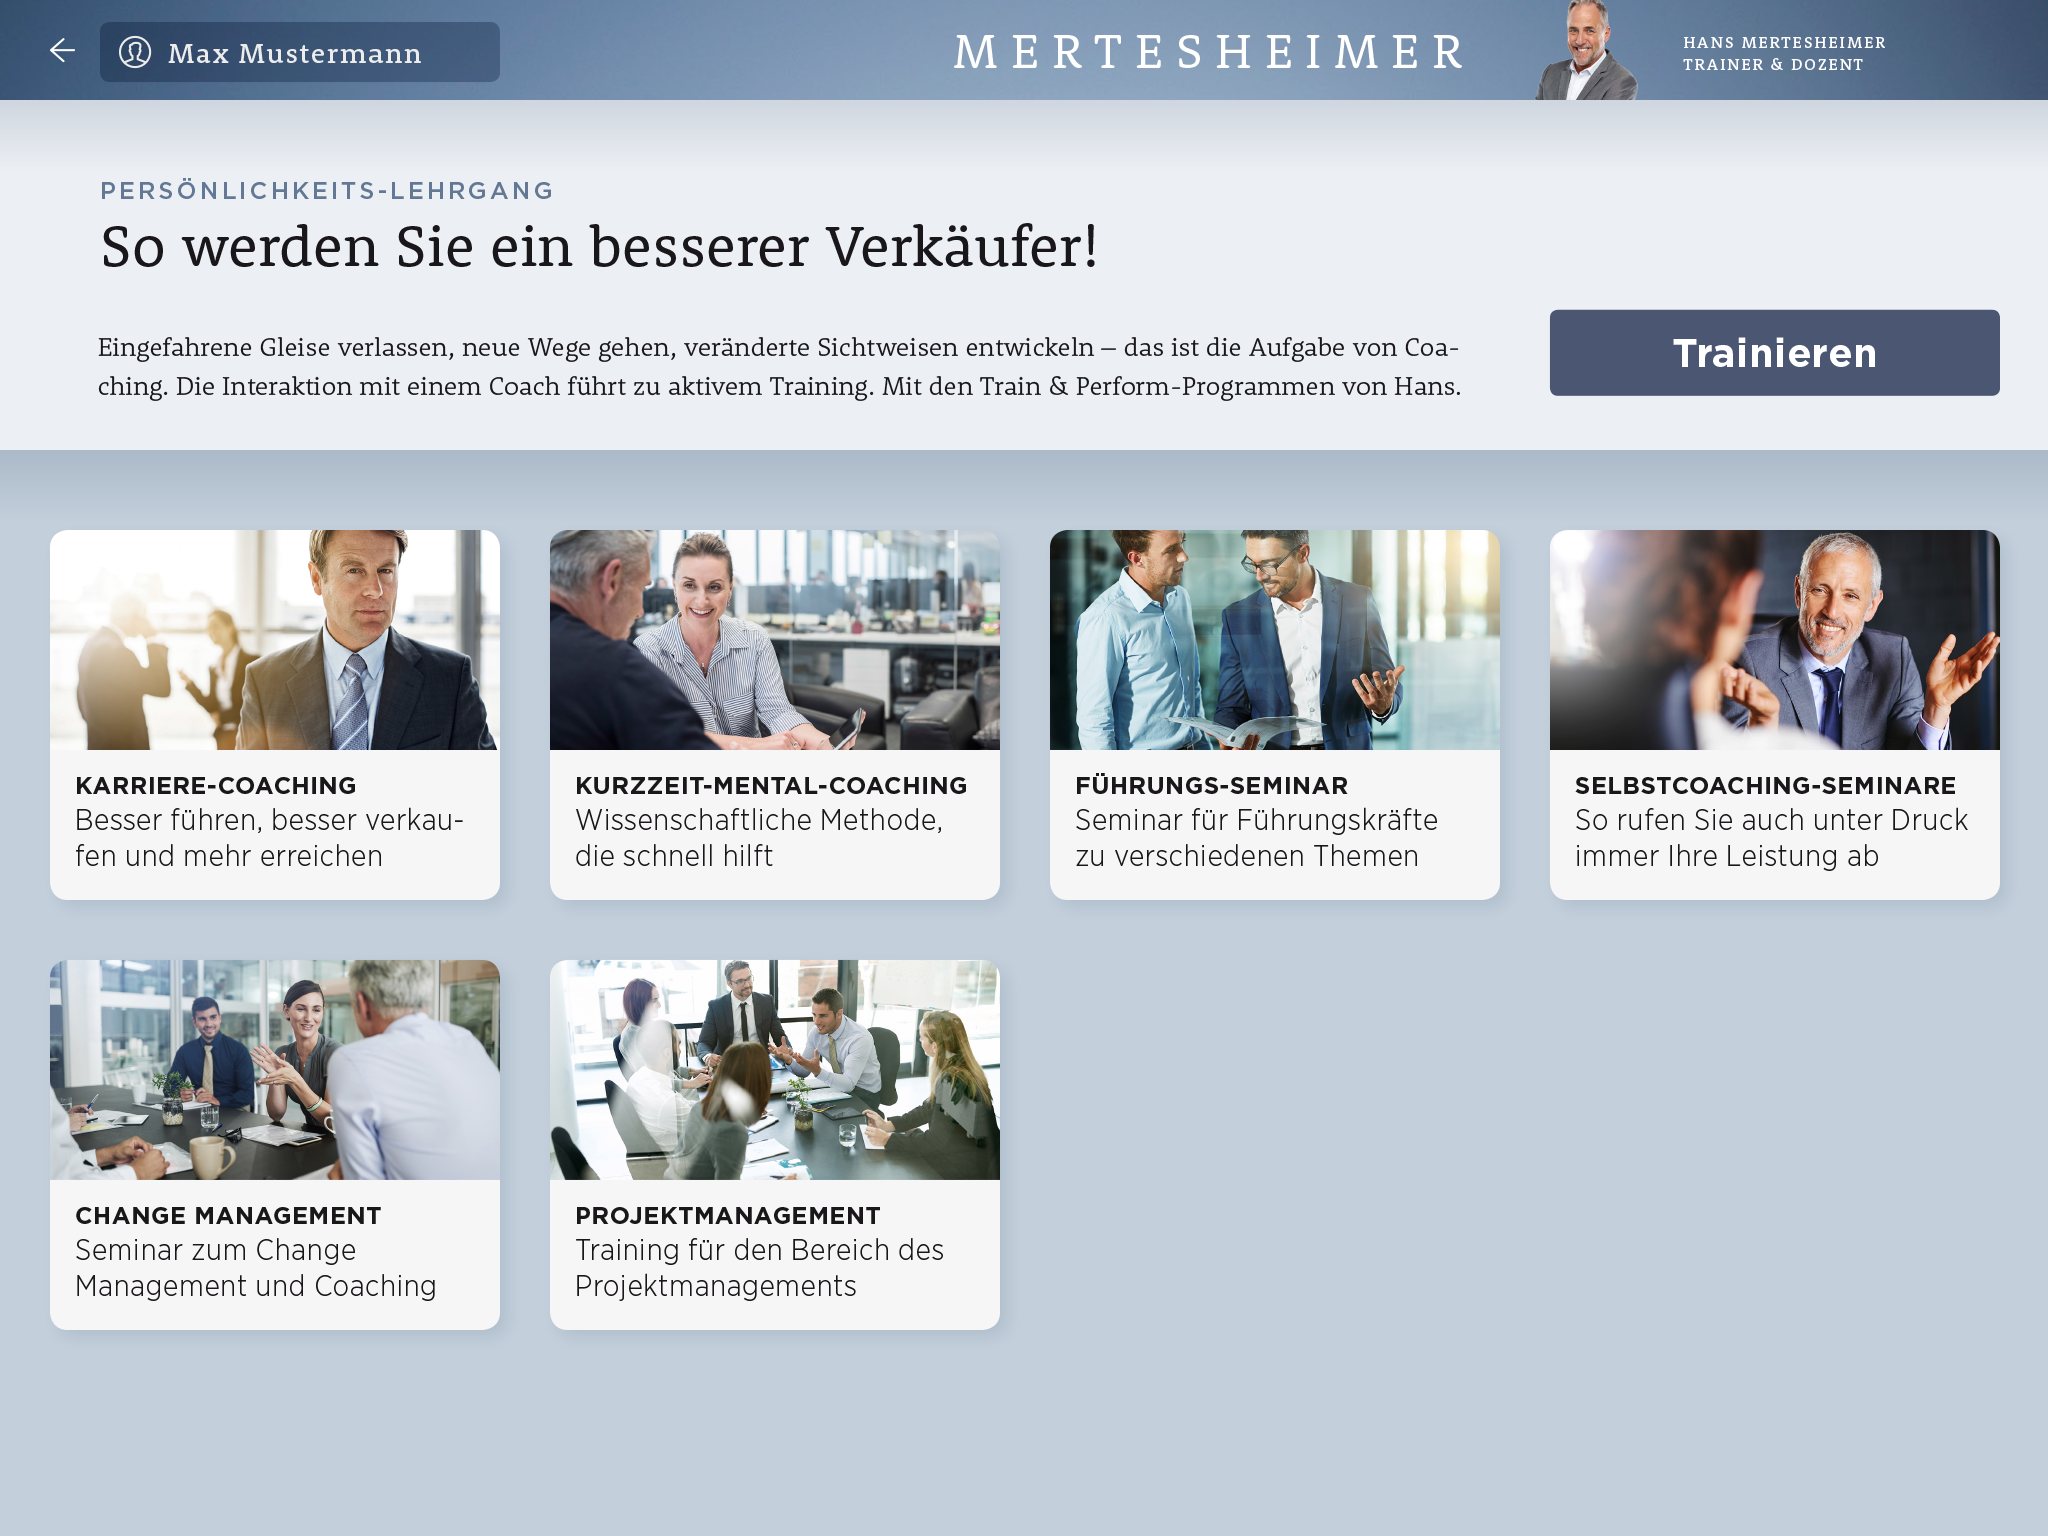 Max Mustermann
MERTESHEIMER
HANS MERTESHEIMER
TRAINER & DOZENT
PERSÖNLICHKEITS-LEHRGANG
So werden Sie ein besserer Verkäufer!
Eingefahrene Gleise verlassen, neue Wege gehen, veränderte Sichtweisen entwickeln – das ist die Aufgabe von Coa-
ching. Die Interaktion mit einem Coach führt zu aktivem Training. Mit den Train & Perform-Programmen von Hans.
Trainieren
KARRIERE-COACHING
Besser führen, besser verkau-
fen und mehr erreichen
KURZZEIT-MENTAL-COACHING
Wissenschaftliche Methode,
die schnell hilft
FÜHRUNGS-SEMINAR
Seminar für Führungskräfte
zu verschiedenen Themen
SELBSTCOACHING-SEMINARE
So rufen Sie auch unter Druck
immer Ihre Leistung ab
CHANGE MANAGEMENT
Seminar zum Change
Management und Coaching
PROJEKTMANAGEMENT
Training für den Bereich des
Projektmanagements